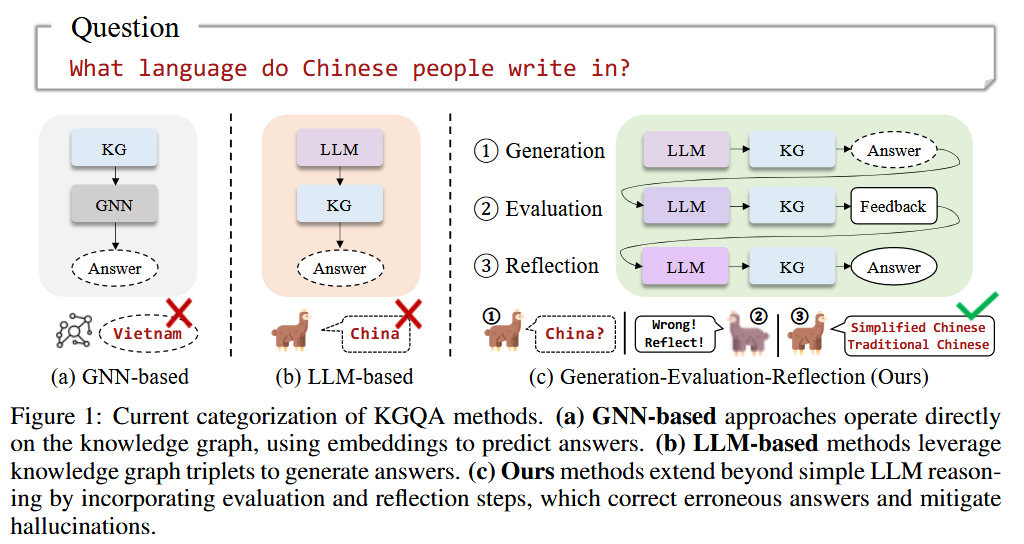 Question
What language do Chinese people write in?
KG
GNN
Answer
Vietnam
(a) GNN-based
LLM
KG
Answer
China
(b) LLM-based
① Generation
LLM
KG
Answer
② Evaluation
LLM
KG
Feedback
③ Reflection
LLM
KG
Answer
①
China?
Wrong!
Reflect!
②
③
Simplified Chinese
Traditional Chinese
(c) Generation-Evaluation-Reflection (Ours)
Figure 1: Current categorization of KGQA methods. (a) GNN-based approaches operate directly
on the knowledge graph, using embeddings to predict answers. (b) LLM-based methods leverage
knowledge graph triplets to generate answers. (c) Ours methods extend beyond simple LLM reason-
ing by incorporating evaluation and reflection steps, which correct erroneous answers and mitigate
hallucinations.